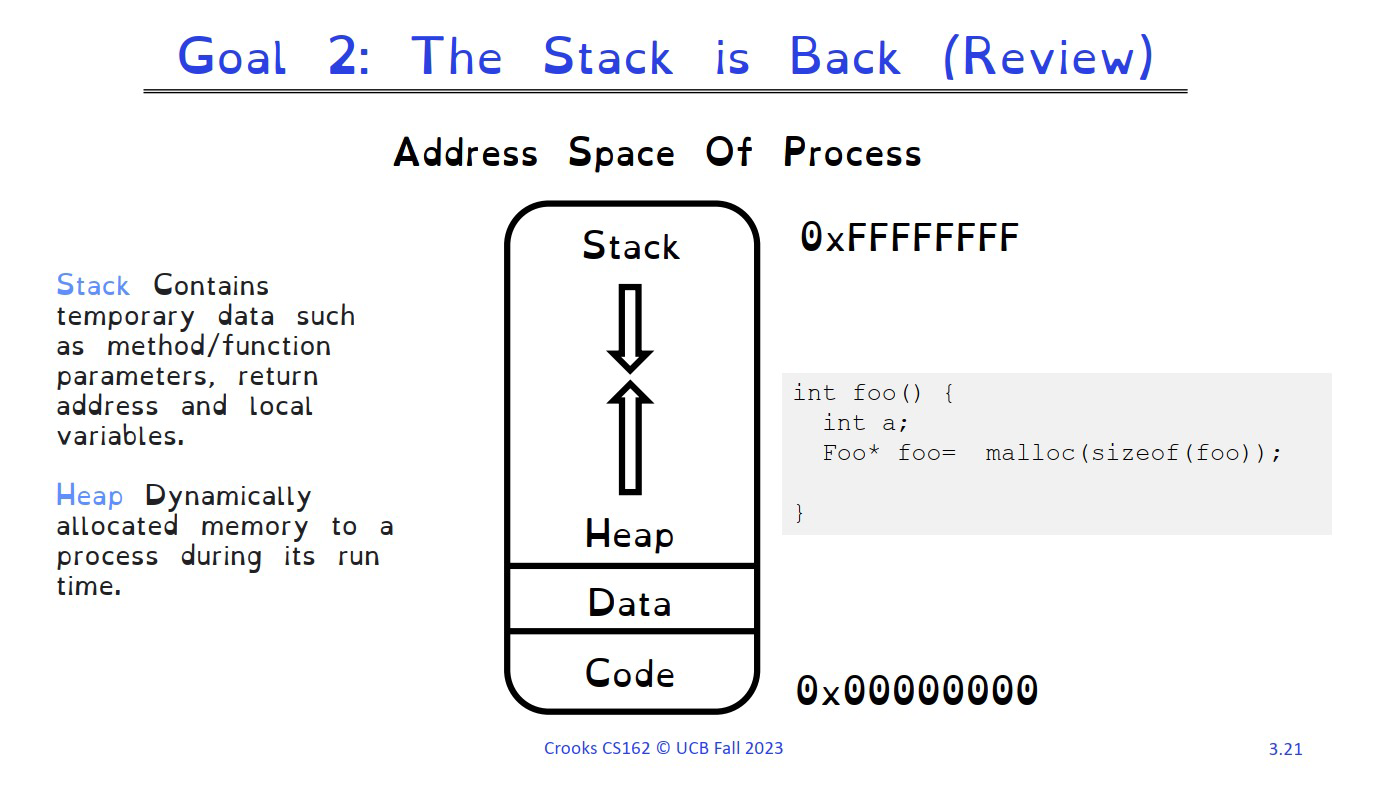 Goal 2: The Stack is Back (Review)
Address Space Of Process
Stack Contains
temporary data such
as method/function
parameters, return
address and local
variables.
Heap Dynamically
allocated memory to a
process during its run
time.
Stack
Heap
Data
Code
0xFFFFFFFF
int foo() {
  int a;
  Foo* foo=  malloc(sizeof(foo));
}
0x00000000
Crooks CS162 © UCB Fall 2023
3.21